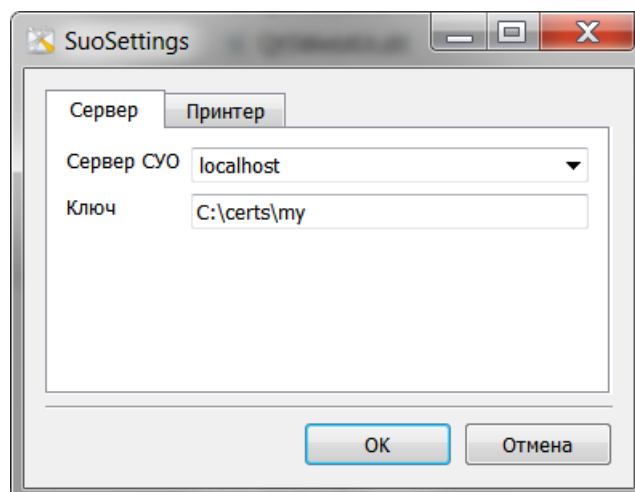 SuoSettings
Сервер Принтер
Сервер СУО localhost
Ключ C:\certs\my
OK Отмена